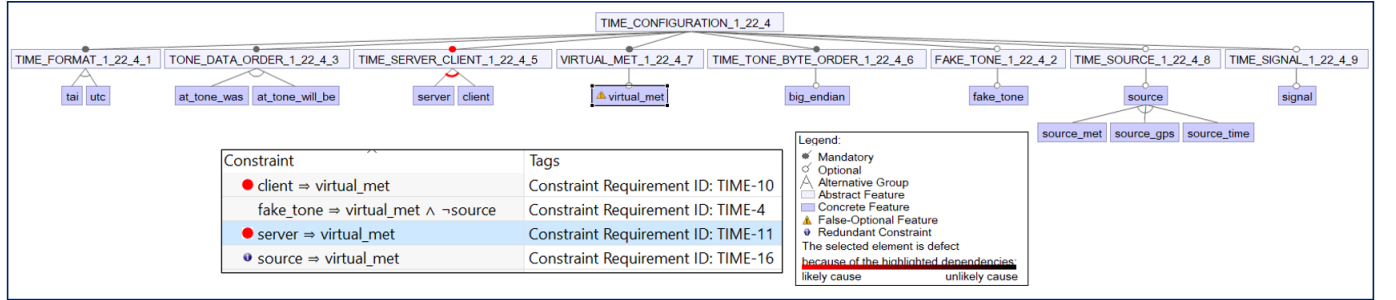 TIME_CONFIGURATION_1_22_4
TIME_FORMAT_1_22_4_1 TONE_DATA_ORDER_1_22_4_3 TIME_SERVER_CLIENT_1_22_4_5 VIRTUAL_MET_1_22_4_7 TIME_TONE_BYTE_ORDER_1_22_4_6 FAKE_TONE_1_22_4_2 TIME_SOURCE_1_22_4_8 TIME_SIGNAL_1_22_4_9
tai utc at_tone_was at_tone_will_be server client virtual_met big_endian fake_tone source signal
source_met source_gps source_time
Constraint Tags
client ⇒ virtual_met Constraint Requirement ID: TIME-10
fake_tone ⇒ virtual_met ∧ ¬source Constraint Requirement ID: TIME-4
server ⇒ virtual_met Constraint Requirement ID: TIME-11
source ⇒ virtual_met Constraint Requirement ID: TIME-16
Legend:
Mandatory
Optional
Alternative Group
Abstract Feature
Concrete Feature
False-Optional Feature
Redundant Constraint
The selected element is defect
because of the highlighted dependencies:
likely cause unlikely cause